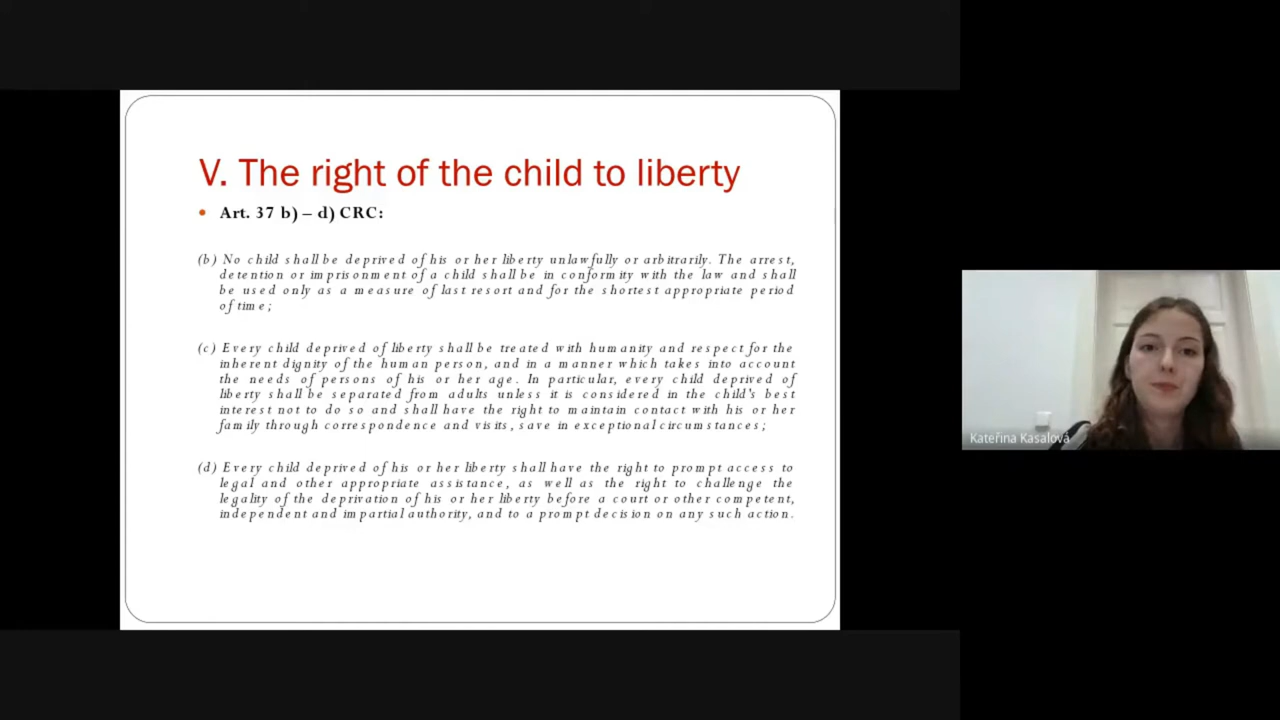 V. The right of the child to liberty
• Art. 37 b) – d) CRC:
(b) No child shall be deprived of his or her liberty unlawfully or arbitrarily. The arrest,
detention or imprisonment of a child shall be in conformity with the law and shall
be used only as a measure of last resort and for the shortest appropriate period
of time;
(c) Every child deprived of liberty shall be treated with humanity and respect for the
inherent dignity of the human person, and in a manner which takes into account
the needs of persons of his or her age. In particular, every child deprived of
liberty shall be separated from adults unless it is considered in the child's best
interest not to do so and shall have the right to maintain contact with his or her
family through correspondence and visits, save in exceptional circumstances;
(d) Every child deprived of his or her liberty shall have the right to prompt access to
legal and other appropriate assistance, as well as the right to challenge the
legality of the deprivation of his or her liberty before a court or other competent,
independent and impartial authority, and to a prompt decision on any such action.
Kateřina Kasalová